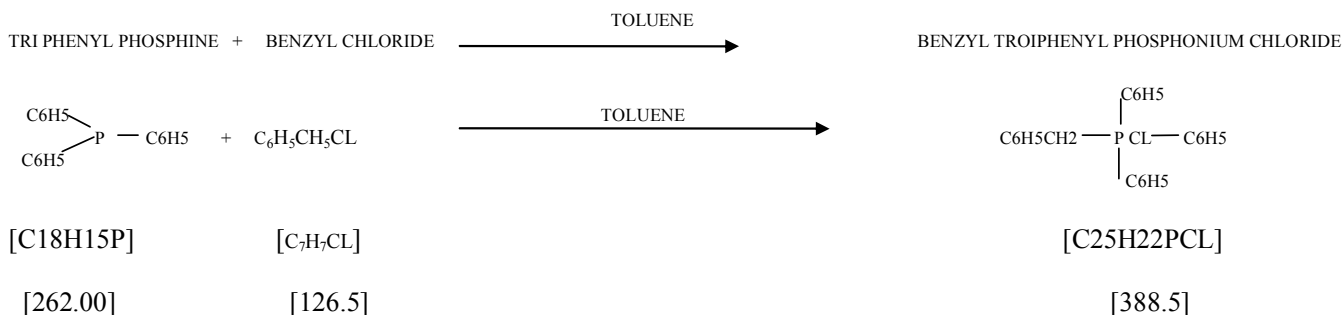 TOLUENE
TRI PHENYL PHOSPHINE + BENZYL CHLORIDE BENZYL TROIPHENYL PHOSPHONIUM CHLORIDE
C6H5
P C6H5
C6H5
+ C₆H₅CH₅CL
TOLUENE
C6H5
C6H5CH2 P CL C6H5
C6H5
[C18H15P] [C₇H₇CL] [C25H22PCL]
[262.00] [126.5] [388.5]